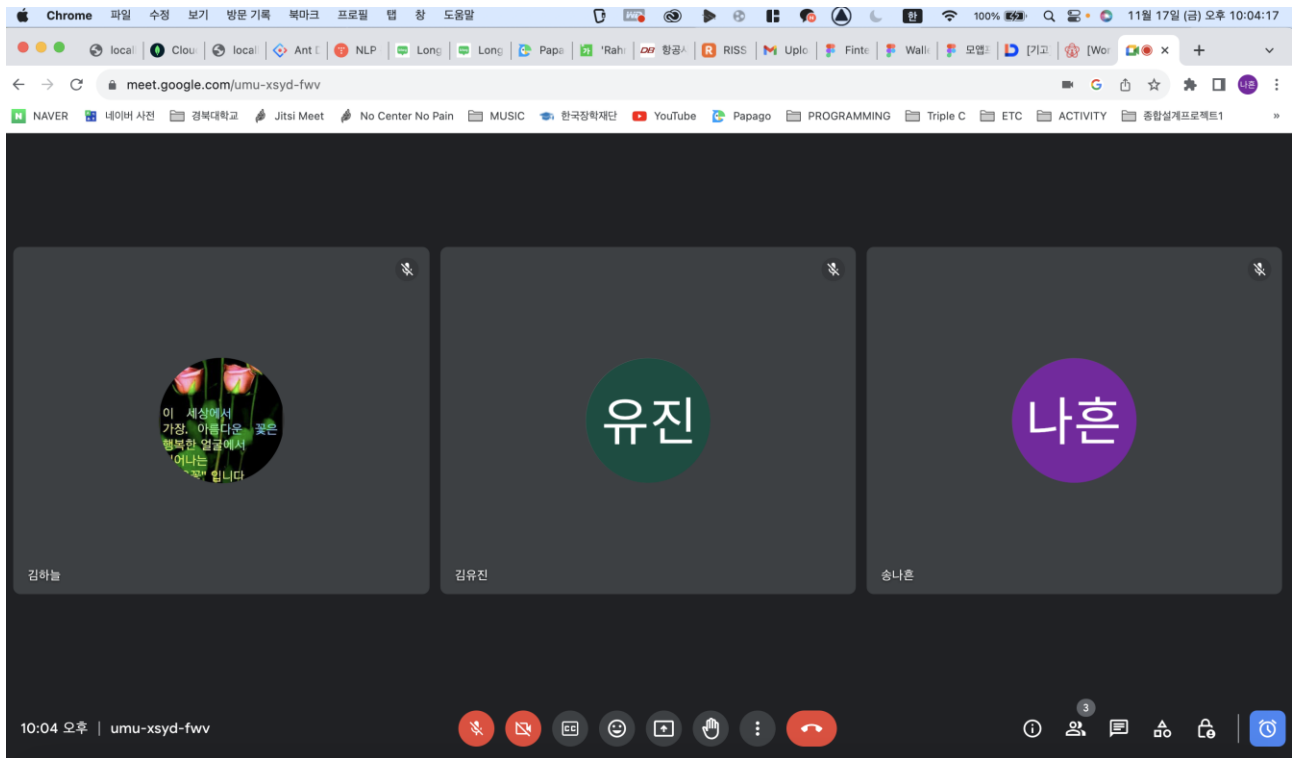 Chrome 파일 수정 보기 방문 기록 북마크 프로필 탭 창 도움말 한 100% 11월 17일 (금) 오후 10:04:17
local Clou local Ant NLP Long Long Papa 'Rah 항공 RISS Uplo Finte Wall 모앱 [기고 [Wor
meet.google.com/umu-xsyd-fwv 나흔
NAVER 네이버 사전 경북대학교 Jitsi Meet No Center No Pain MUSIC 한국장학재단 YouTube Papago PROGRAMMING Triple C ETC ACTIVITY 종합설계프로젝트1 »
이 세상에서
가장. 아름다운 꽃은
행복한 얼굴에서
입니다
유진
나흔
김하늘 김유진 송나흔
3
10:04 오후 | umu-xsyd-fwv